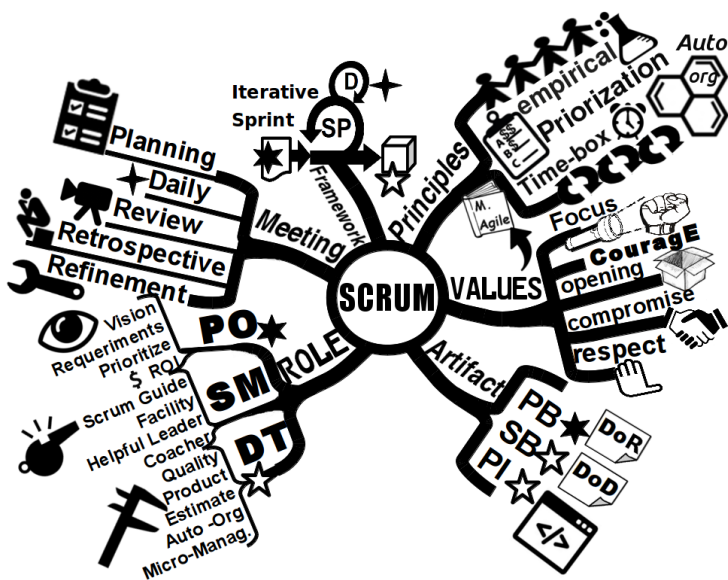 SCRUM
Framework
Iterative
Sprint
D
SP
Principles
empirical
Priorization
Time-box
Auto
org
A
B
M.
Agile
VALUES
Focus
CouragE
opening
compromise
respect
Artifact
PB
SB
PI
DoR
DoD
</>
ROLE
PO
Vision
Requeriments
Prioritize
$ ROI
SM
Scrum Guide
Facility
Helpful Leader
Coacher
DT
Quality
Product
Estimate
Auto -Org
Micro-Manag.
Meeting
Planning
Daily
Review
Retrospective
Refinement